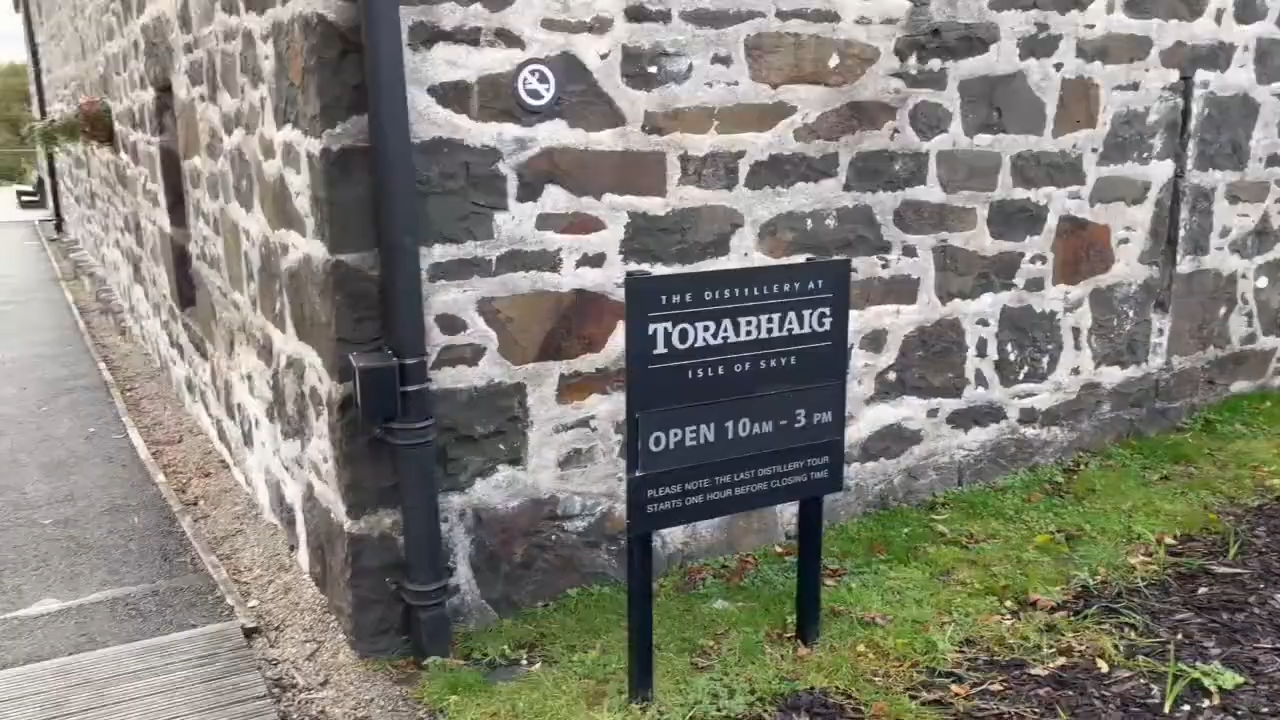 THE DISTILLERY AT
TORABHAIG
ISLE OF SKYE
OPEN 10AM - 3 PM
PLEASE NOTE: THE LAST DISTILLERY TOUR
STARTS ONE HOUR BEFORE CLOSING TIME